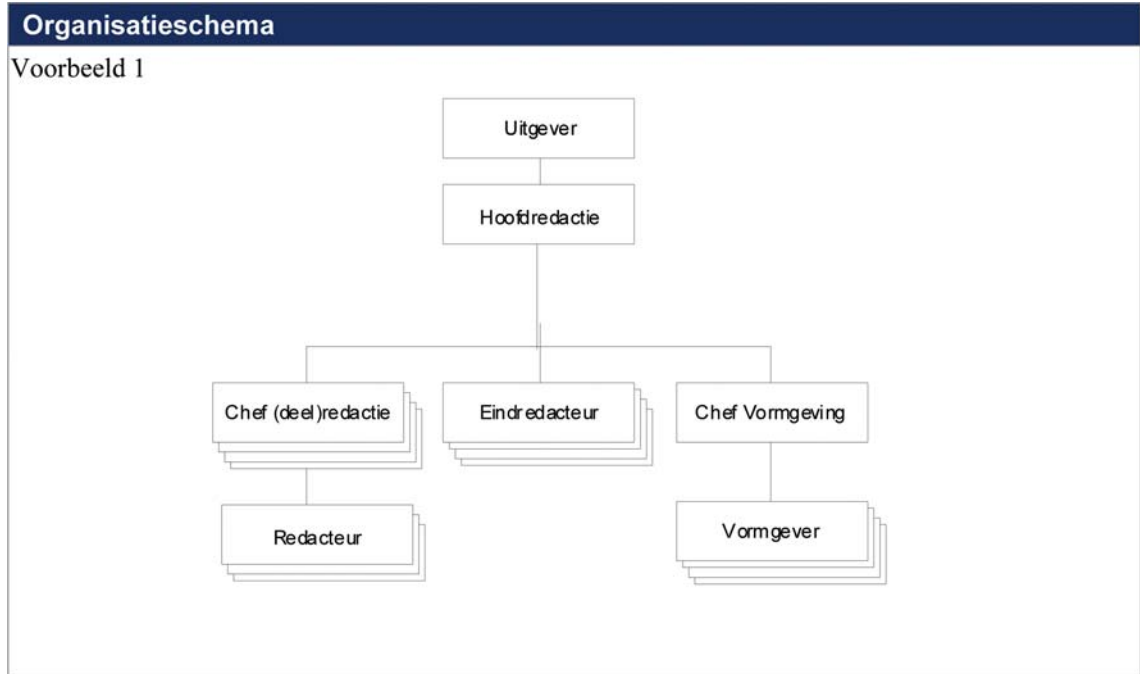 Organisatieschema
Voorbeeld 1
Uitgever
Hoofdredactie
Chef (deel)redactie
Eindredacteur
Chef Vormgeving
Redacteur
Vormgever